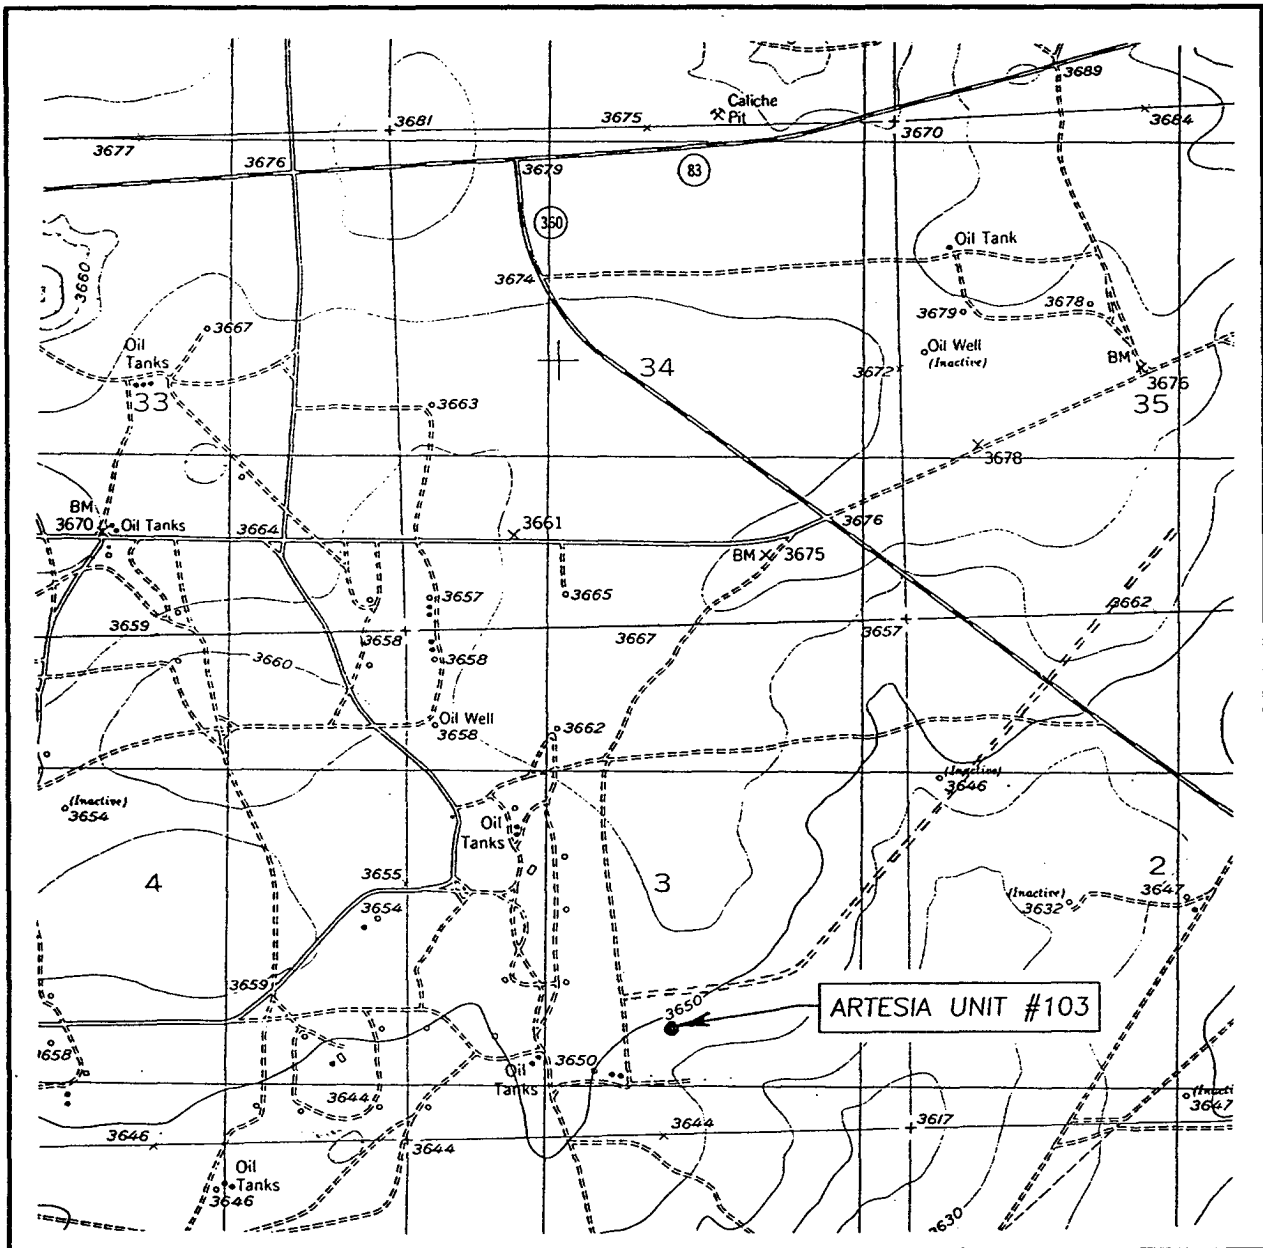 3689
Caliche
Pit
3684
3681
3675
3670
3677
3676
3679
83
360
Oil Tank
3674
3660
3679
3678
3667
Oil
Tanks
Oil Well
(Inactive)
BM
34
3672
3676
33
3663
35
3678
BM
3670
Oil Tanks
3664
3661
3676
BM
3675
3657
3665
3662
3659
3658
3667
3657
3660
3658
Oil Well
3658
3662
(Inactive)
3646
(Inactive)
3654
Oil
Tanks
4
3655
3
2
(Inactive)
3632
3647
3654
3659
3650
ARTESIA UNIT #103
3658
3650
Oil
Tanks
3644
3647
3646
3644
3644
3617
Oil
Tanks
3646
3630